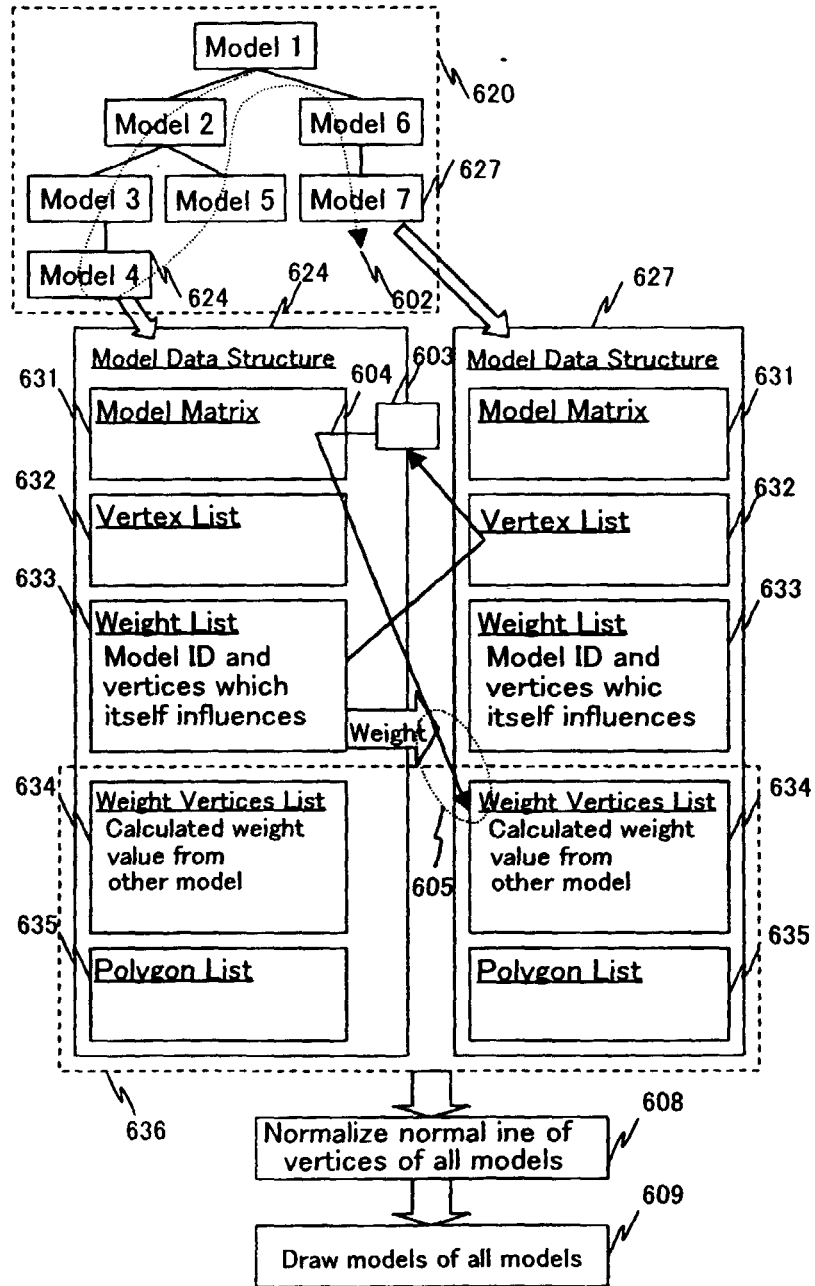 Model 1
620
Model 2
Model 6
627
Model 3
Model 5
Model 7
Model 4
624
602
624
627
Model Data Structure
603
Model Data Structure
631
604
631
Model Matrix
Model Matrix
632
632
Vertex List
Vertex List
633
633
Weight List
Model ID and
vertices which
itself influences
Weight List
Model ID and
vertices whic
itself influences
Weight
634
634
Weight Vertices List
Calculated weight
value from
other model
605
Weight Vertices List
Calculated weight
value from
other model
635
635
Polygon List
Polygon List
636
608
Normalize normal ine of
vertices of all models
609
Draw models of all models